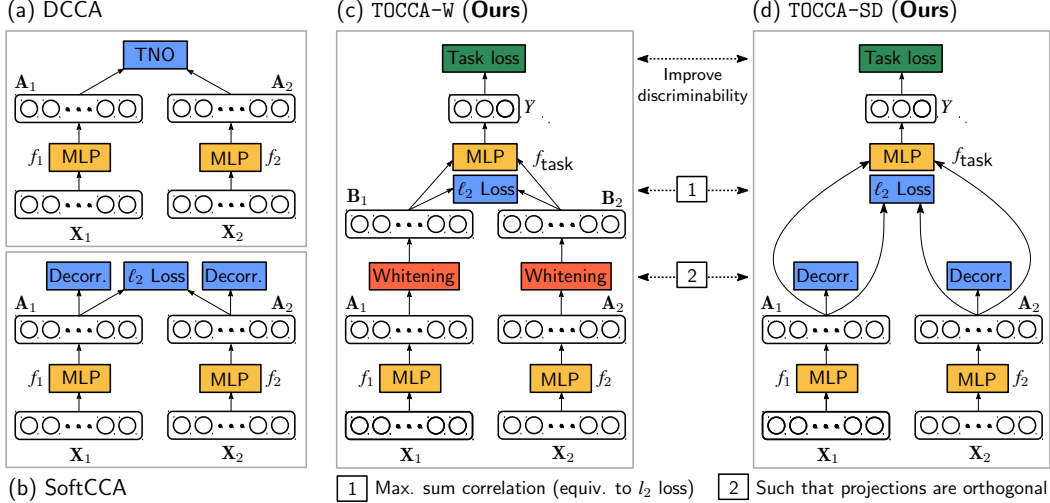 (a) DCCA
TNO
A₁ A₂
f₁ MLP MLP f₂
X₁ X₂
Decorr. ℓ₂ Loss Decorr.
A₁ A₂
f₁ MLP MLP f₂
X₁ X₂
(b) SoftCCA
(c) TOCCA-W (Ours)
Task loss
Y
MLP f_task
ℓ₂ Loss
B₁ B₂
Whitening Whitening
A₁ A₂
f₁ MLP MLP f₂
X₁ X₂
Improve
discriminability
1
2
(d) TOCCA-SD (Ours)
Task loss
Y
MLP f_task
ℓ₂ Loss
Decorr. Decorr.
A₁ A₂
f₁ MLP MLP f₂
X₁ X₂
1 Max. sum correlation (equiv. to l₂ loss)
2 Such that projections are orthogonal